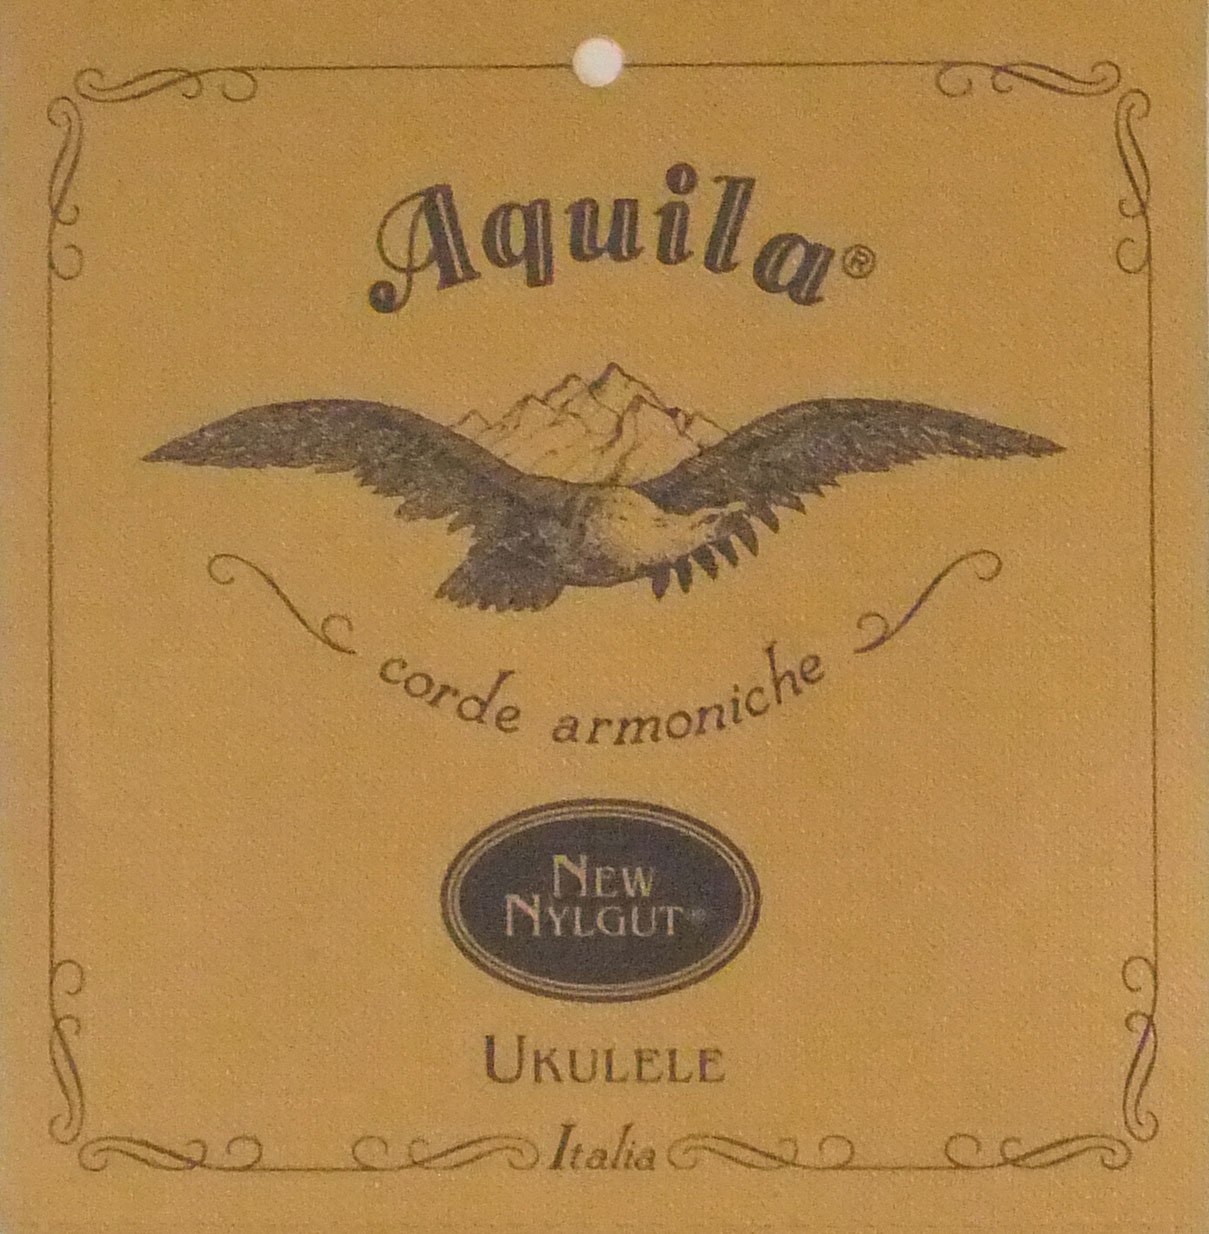 Aquila®
corde armoniche
NEW
NYLGUT®
UKULELE
Italia